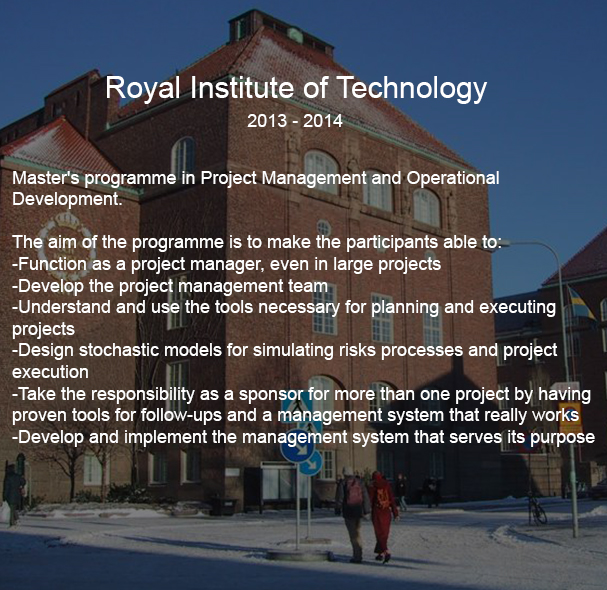 Royal Institute of Technology
2013 - 2014
Master's programme in Project Management and Operational
Development.
The aim of the programme is to make the participants able to:
-Function as a project manager, even in large projects
-Develop the project management team
-Understand and use the tools necessary for planning and executing
projects
-Design stochastic models for simulating risks processes and project
execution
-Take the responsibility as a sponsor for more than one project by having
proven tools for follow-ups and a management system that really works
-Develop and implement the management system that serves its purpose